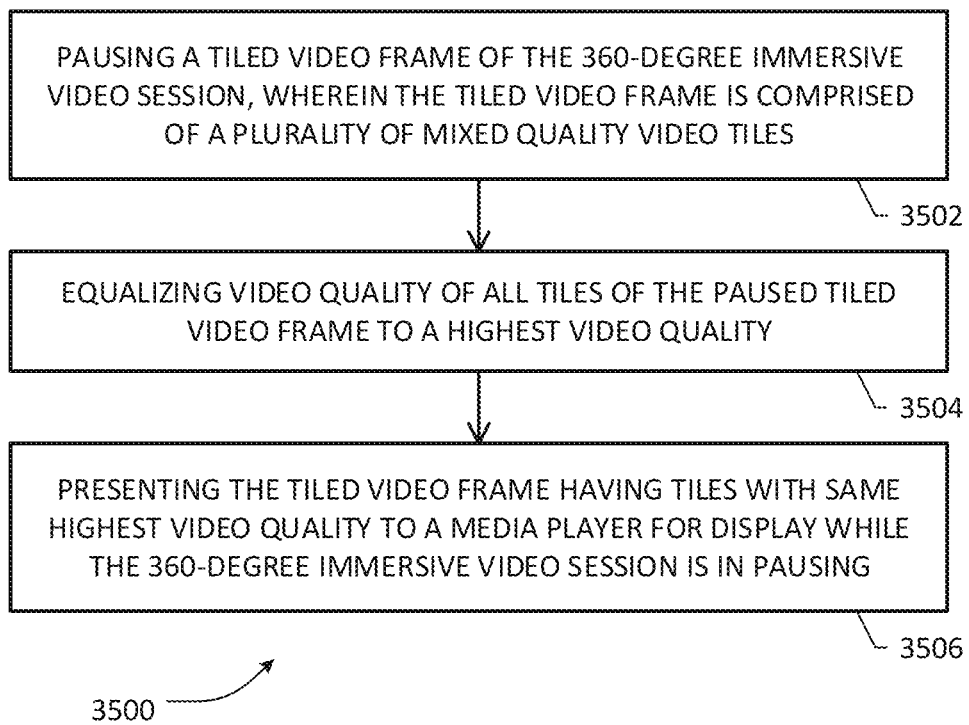 PAUSING A TILED VIDEO FRAME OF THE 360-DEGREE IMMERSIVE
VIDEO SESSION, WHEREIN THE TILED VIDEO FRAME IS COMPRISED
OF A PLURALITY OF MIXED QUALITY VIDEO TILES
3502
EQUALIZING VIDEO QUALITY OF ALL TILES OF THE PAUSED TILED
VIDEO FRAME TO A HIGHEST VIDEO QUALITY
3504
PRESENTING THE TILED VIDEO FRAME HAVING TILES WITH SAME
HIGHEST VIDEO QUALITY TO A MEDIA PLAYER FOR DISPLAY WHILE
THE 360-DEGREE IMMERSIVE VIDEO SESSION IS IN PAUSING
3506
3500